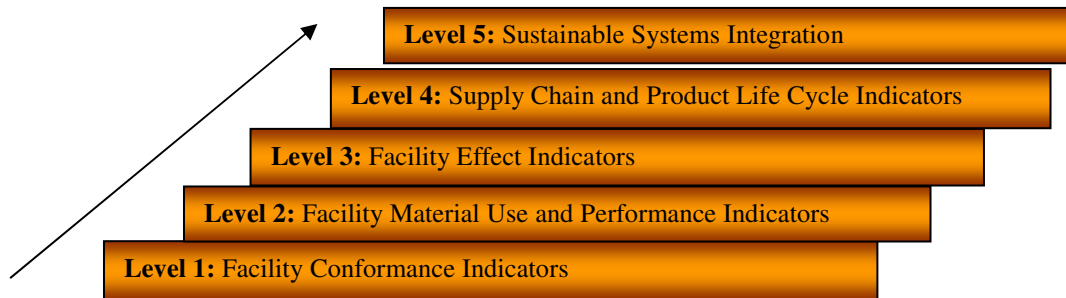 Level 5: Sustainable Systems Integration
Level 4: Supply Chain and Product Life Cycle Indicators
Level 3: Facility Effect Indicators
Level 2: Facility Material Use and Performance Indicators
Level 1: Facility Conformance Indicators